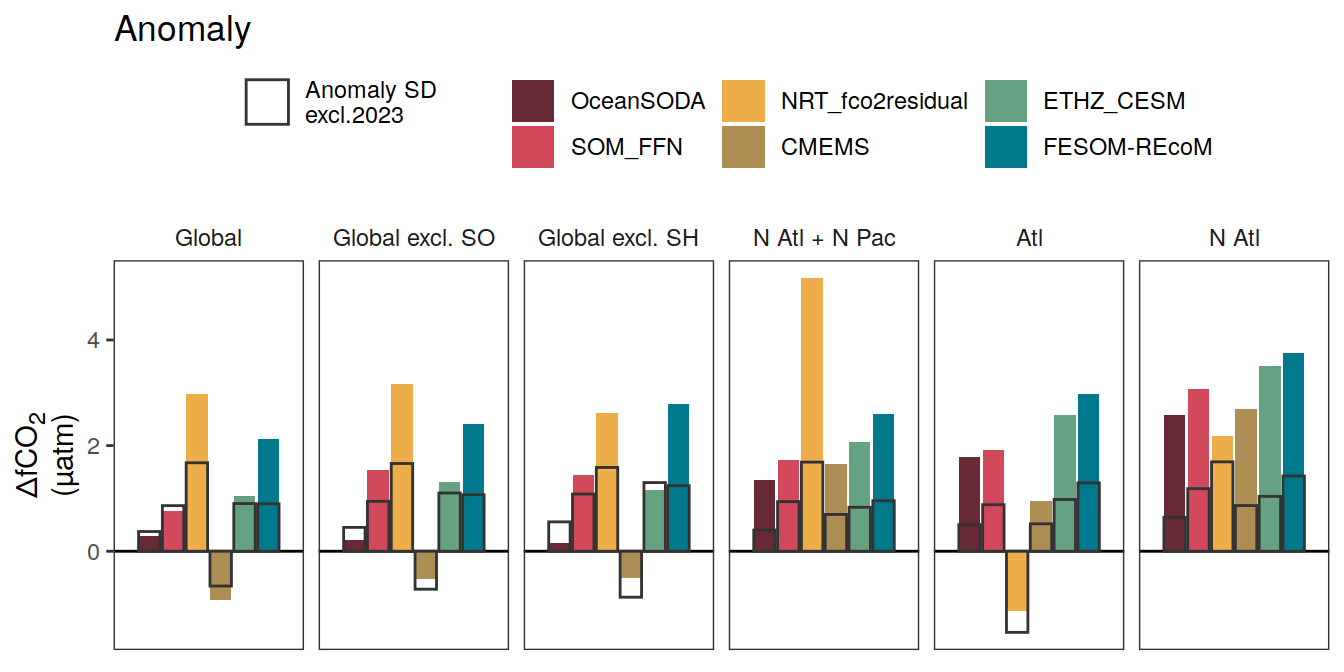 Anomaly
Anomaly SD
excl.2023
OceanSODA
NRT_fco2residual
ETHZ_CESM
SOM_FFN
CMEMS
FESOM-REcoM
Global
Global excl. SO
Global excl. SH
N Atl + N Pac
Atl
N Atl
ΔfCO₂
(µatm)
4
2
0